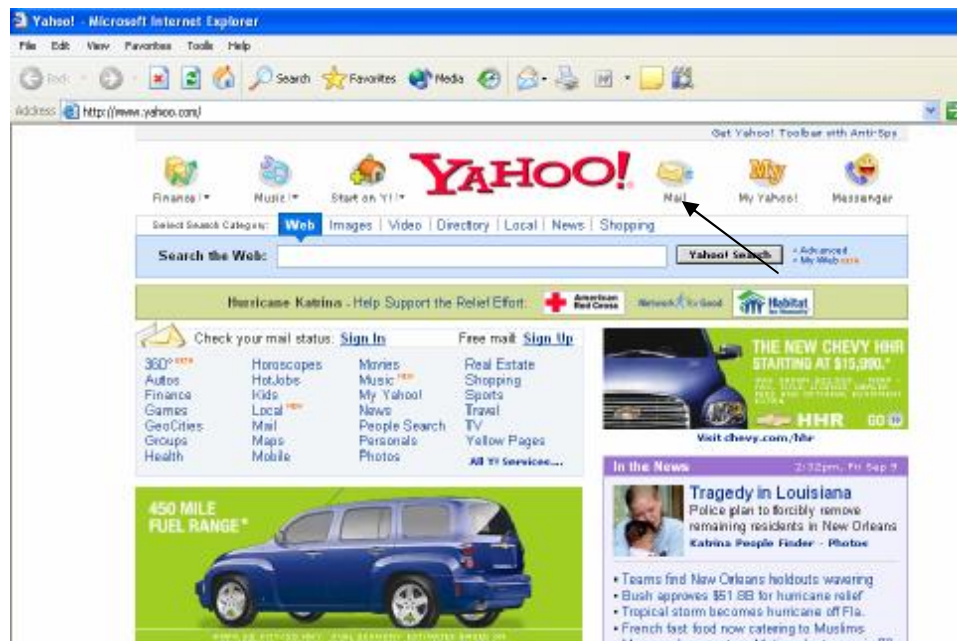 Yahoo! - Microsoft Internet Explorer
File Edit View Favorites Tools Help
Back Search Favorites Media
Address http://www.yahoo.com/
Get Yahoo! Toolbar with Anti-Spy
YAHOO!
Finance! Music! Start on Y!! Mail My Yahoo! Messenger
Select Search Category: Web Images | Video | Directory | Local | News | Shopping
Search the Web: Yahoo! Search • Advanced
• My Web
Hurricane Katrina - Help Support the Relief Effort: American Red Cross Network for Good Habitat for Humanity
Check your mail status: Sign In Free mail: Sign Up
360° Horoscopes Movies Real Estate
Autos HotJobs Music Shopping
Finance Kids My Yahoo! Sports
Games Local News Travel
GeoCities Mail People Search TV
Groups Maps Personals Yellow Pages
Health Mobile Photos All Y! Services...
THE NEW CHEVY HHR
STARTING AT $15,990.*
HHR GO
Visit chevy.com/hhr
450 MILE
FUEL RANGE*
In the News 2:32pm, Fri Sep 9
Tragedy in Louisiana
Police plan to forcibly remove
remaining residents in New Orleans
Katrina People Finder - Photos
• Teams find New Orleans holdouts wavering
• Bush approves $51.8B for hurricane relief
• Tropical storm becomes hurricane off Fla.
• French fast food now catering to Muslims